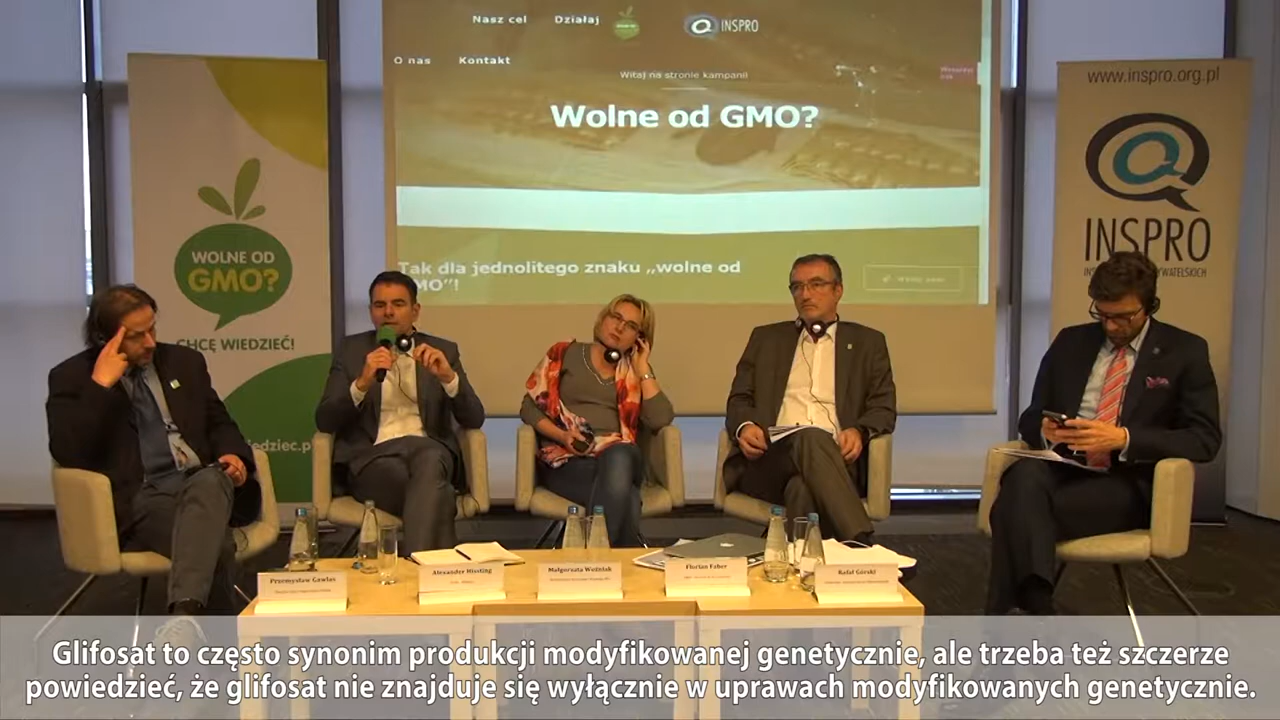 Nasz cel Działaj
INSPRO
O nas Kontakt
Witaj na stronie kampanii
Wolne od GMO?
Tak dla jednolitego znaku „wolne od
GMO"!
WOLNE OD
GMO?
CHCĘ WIEDZIEĆ!
www.inspro.org.pl
INSPRO
Przemysław Gawlas
Alexander Hissting
Małgorzata Woźniak
Florian Faber
Rafał Górski
Glifosat to często synonim produkcji modyfikowanej genetycznie, ale trzeba też szczerze
powiedzieć, że glifosat nie znajduje się wyłącznie w uprawach modyfikowanych genetycznie.